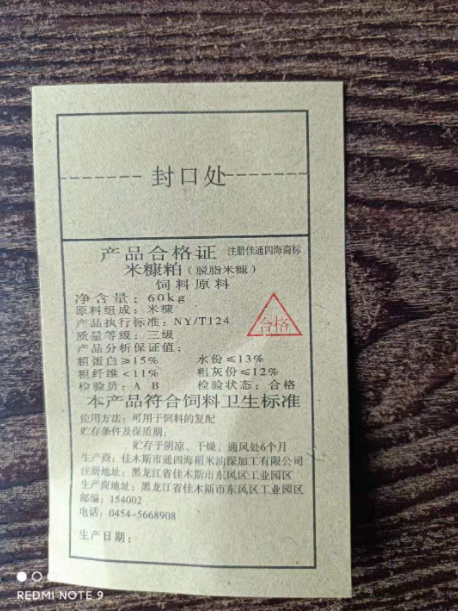 封口处
产品合格证 注册佳通四海商标
米糠粕（脱脂米糠）
饲料原料
净含量：60kg
原料组成：米糠
产品执行标准：NY/T124
质量等级：三级
合格
产品分析保证值：
粗蛋白≥15% 水份≤13%
粗纤维<11% 粗灰份≤12%
检验员：A B 检验状态：合格
本产品符合饲料卫生标准
使用方法：可用于饲料的复配
贮存条件及保质期：
贮存于阴凉、干燥、通风处6个月
生产商：佳木斯市通四海稻米油深加工有限公司
注册地址：黑龙江省佳木斯市东风区工业园区
生产商地址：黑龙江省佳木斯市东风区工业园区
邮编：154002
电话：0454-5668908
生产日期：
REDMI NOTE 9